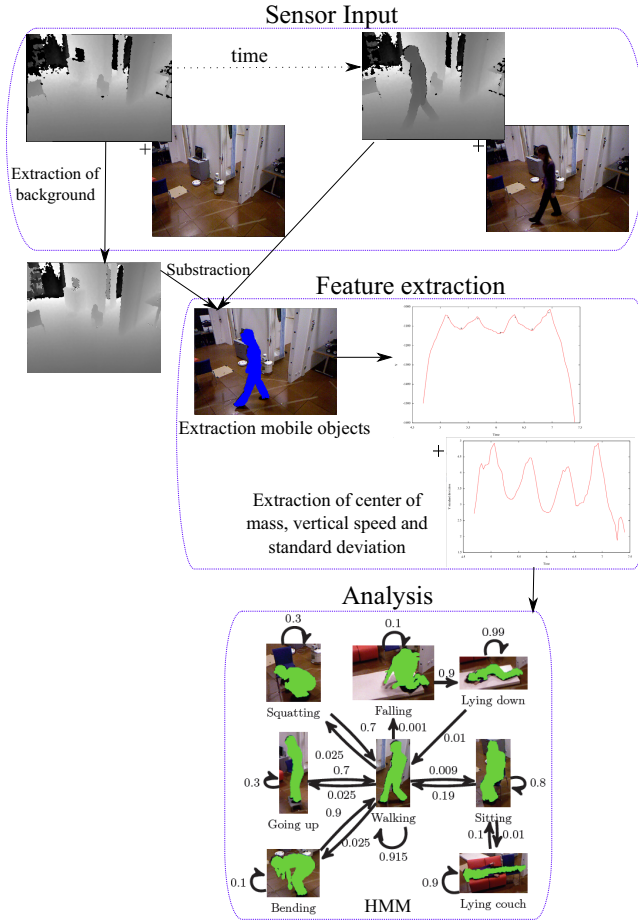 Sensor Input
time
+
+
Extraction of
background
Substraction
Feature extraction
Extraction mobile objects
Time
+
Extraction of center of
mass, vertical speed and
standard deviation
Time
Analysis
0.3
0.1
0.99
0.9
Squatting
Falling
Lying down
0.7
0.001
0.01
0.025
0.3
0.7
0.009
0.8
0.025
0.19
Going up
0.9
Walking
Sitting
0.025
0.1
0.01
0.915
0.1
0.9
Bending
HMM
Lying couch